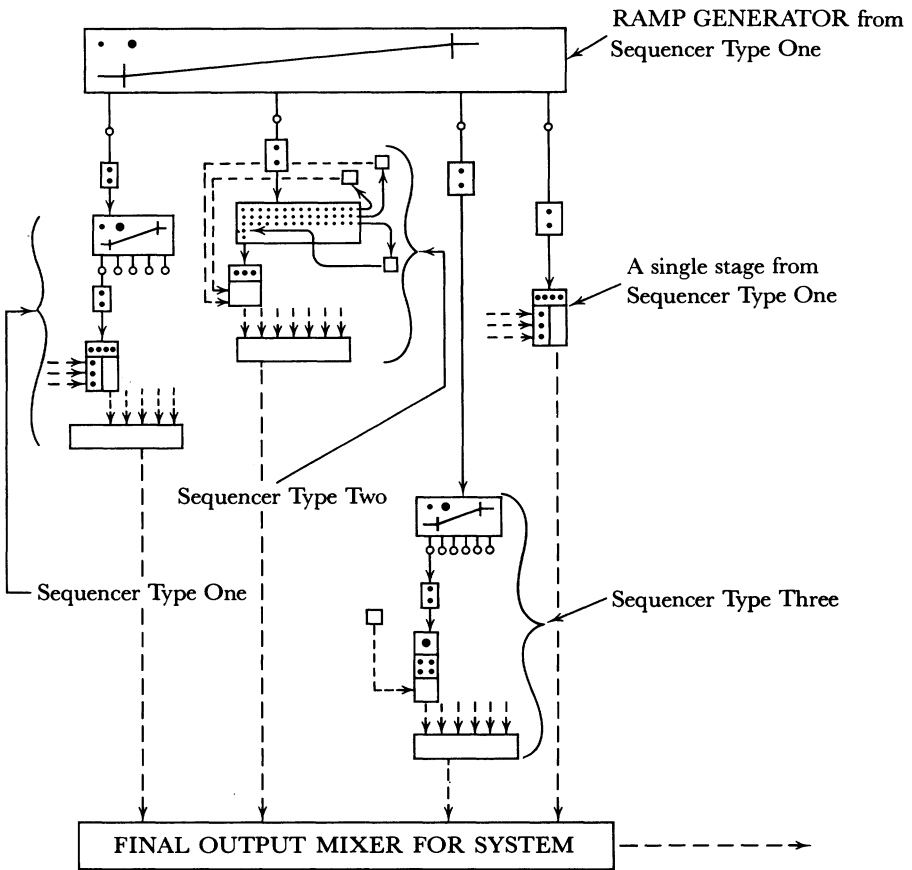 RAMP GENERATOR from
Sequencer Type One
A single stage from
Sequencer Type One
Sequencer Type Two
Sequencer Type One
Sequencer Type Three
FINAL OUTPUT MIXER FOR SYSTEM